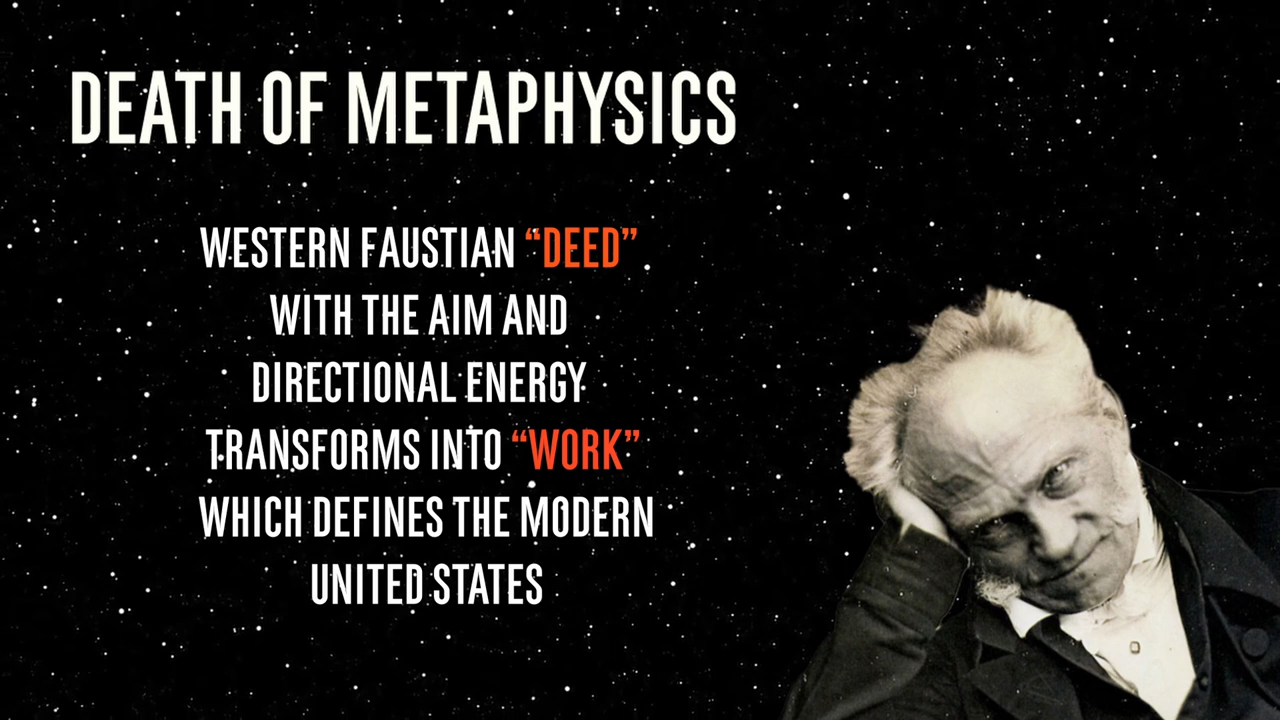 DEATH OF METAPHYSICS
WESTERN FAUSTIAN “DEED”
WITH THE AIM AND
DIRECTIONAL ENERGY
TRANSFORMS INTO “WORK”
WHICH DEFINES THE MODERN
UNITED STATES